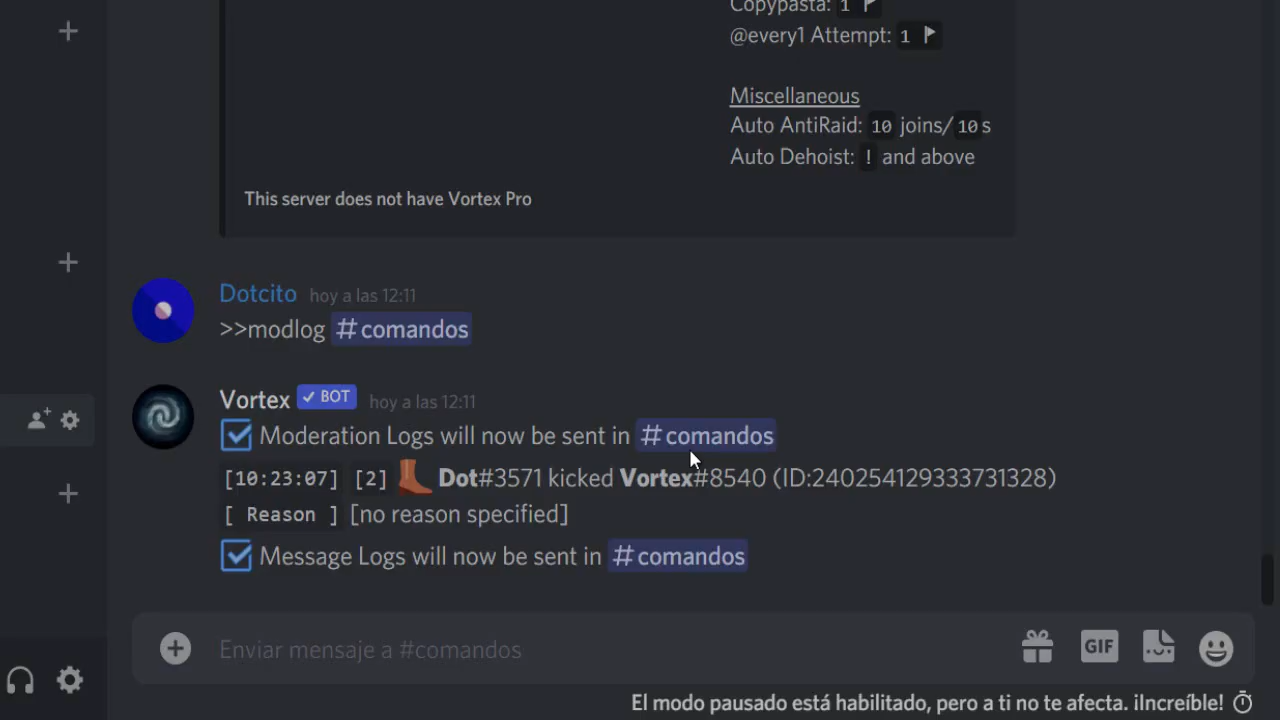 Copypasta: 1
@every1 Attempt: 1
Miscellaneous
Auto AntiRaid: 10 joins/10s
Auto Dehoist: ! and above
This server does not have Vortex Pro
Dotcito hoy a las 12:11
>>modlog #comandos
Vortex BOT hoy a las 12:11
Moderation Logs will now be sent in #comandos
[10:23:07] [2] Dot#3571 kicked Vortex#8540 (ID:240254129333731328)
[ Reason ] [no reason specified]
Message Logs will now be sent in #comandos
Enviar mensaje a #comandos
GIF
El modo pausado está habilitado, pero a ti no te afecta. ¡Increíble!